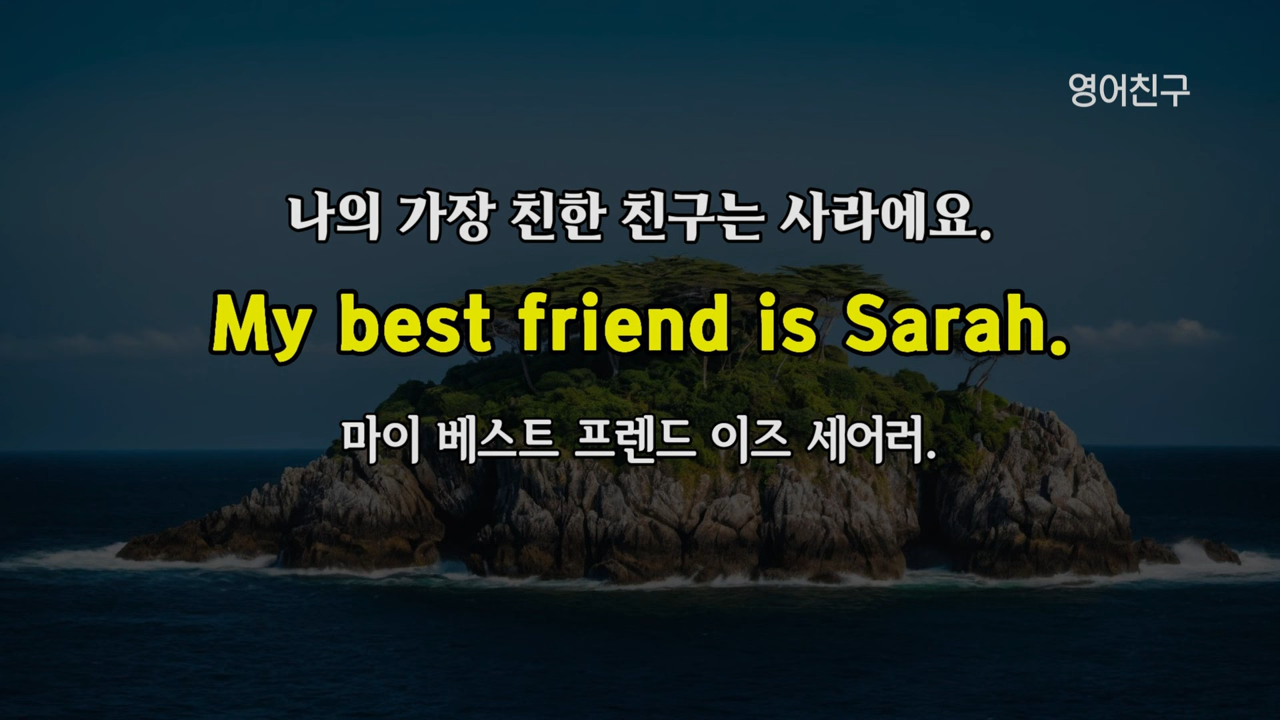 영어친구
나의 가장 친한 친구는 사라에요.
My best friend is Sarah.
마이 베스트 프렌드 이즈 세어러.